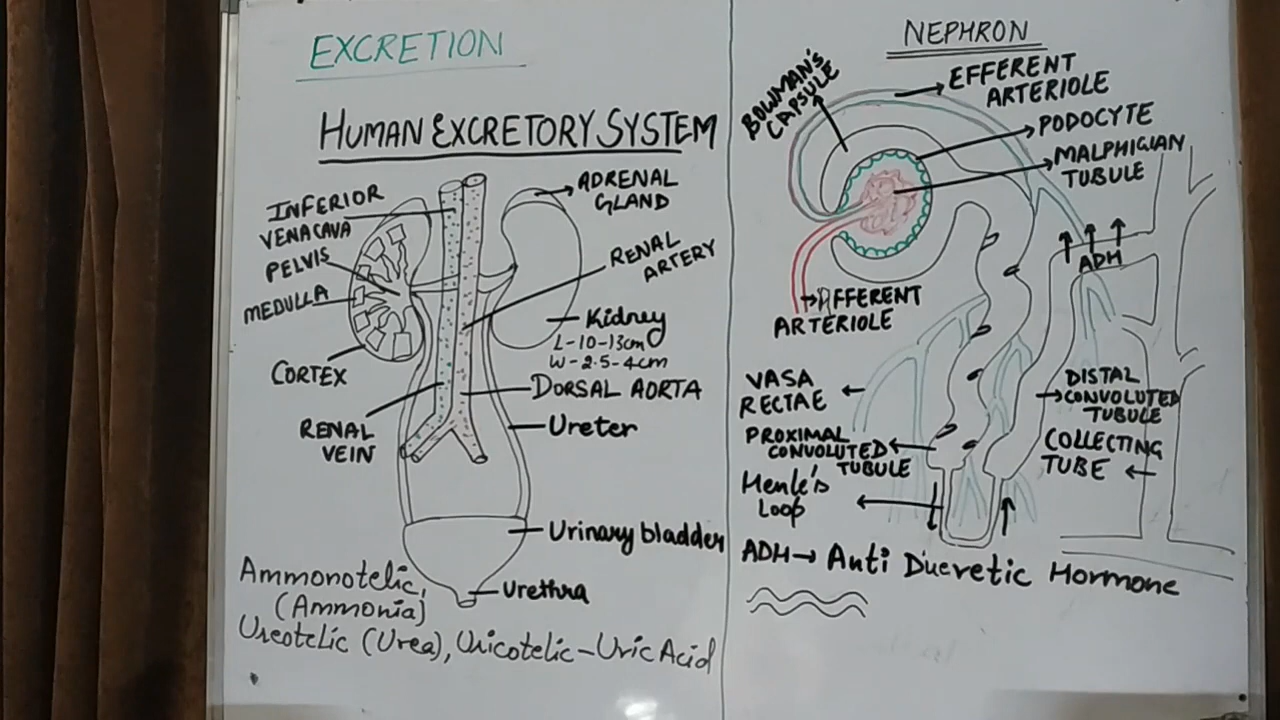 EXCRETION
HUMAN EXCRETORY SYSTEM
INFERIOR
VENACAVA
PELVIS
MEDULLA
CORTEX
RENAL
VEIN
ADRENAL
GLAND
RENAL
ARTERY
Kidney
L-10-13cm
W-2.5-4cm
DORSAL AORTA
Ureter
Urinary bladder
Urethra
Ammonotelic,
(Ammonia)
Ureotelic (Urea), Uricotelic-Uric Acid
NEPHRON
BOWMAN'S
CAPSULE
EFFERENT
ARTERIOLE
PODOCYTE
MALPHIGIAN
TUBULE
ADH
AFFERENT
ARTERIOLE
VASA
RECTAE
PROXIMAL
CONVOLUTED
TUBULE
Henle's
Loop
DISTAL
CONVOLUTED
TUBULE
COLLECTING
TUBE
ADH→ Anti Dueretic Hormone